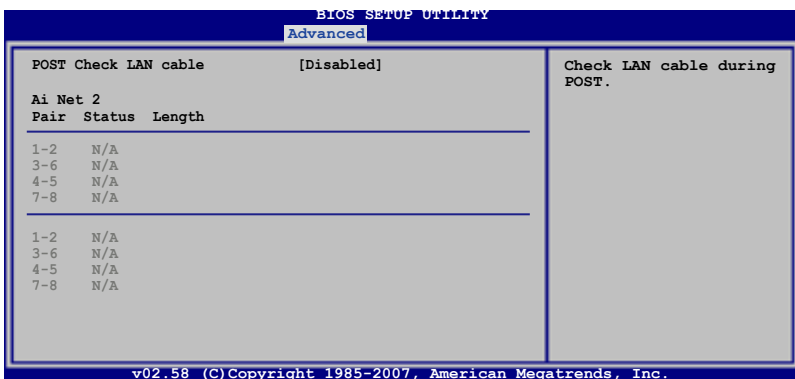 BIOS SETUP UTILITY
Advanced
POST Check LAN cable [Disabled]
Ai Net 2
Pair Status Length
1-2 N/A
3-6 N/A
4-5 N/A
7-8 N/A
1-2 N/A
3-6 N/A
4-5 N/A
7-8 N/A
Check LAN cable during
POST.
v02.58 (C)Copyright 1985-2007, American Megatrends, Inc.